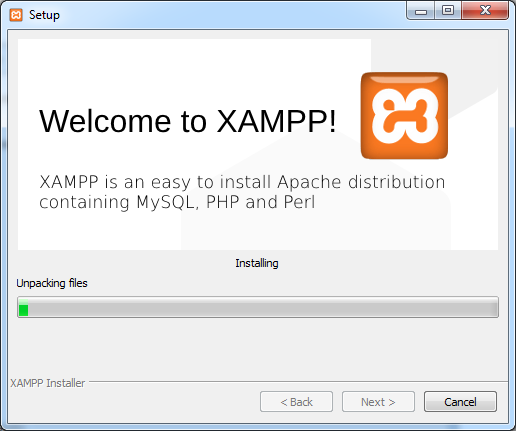 Setup
Welcome to XAMPP!
XAMPP is an easy to install Apache distribution
containing MySQL, PHP and Perl
Installing
Unpacking files
XAMPP Installer
< Back
Next >
Cancel